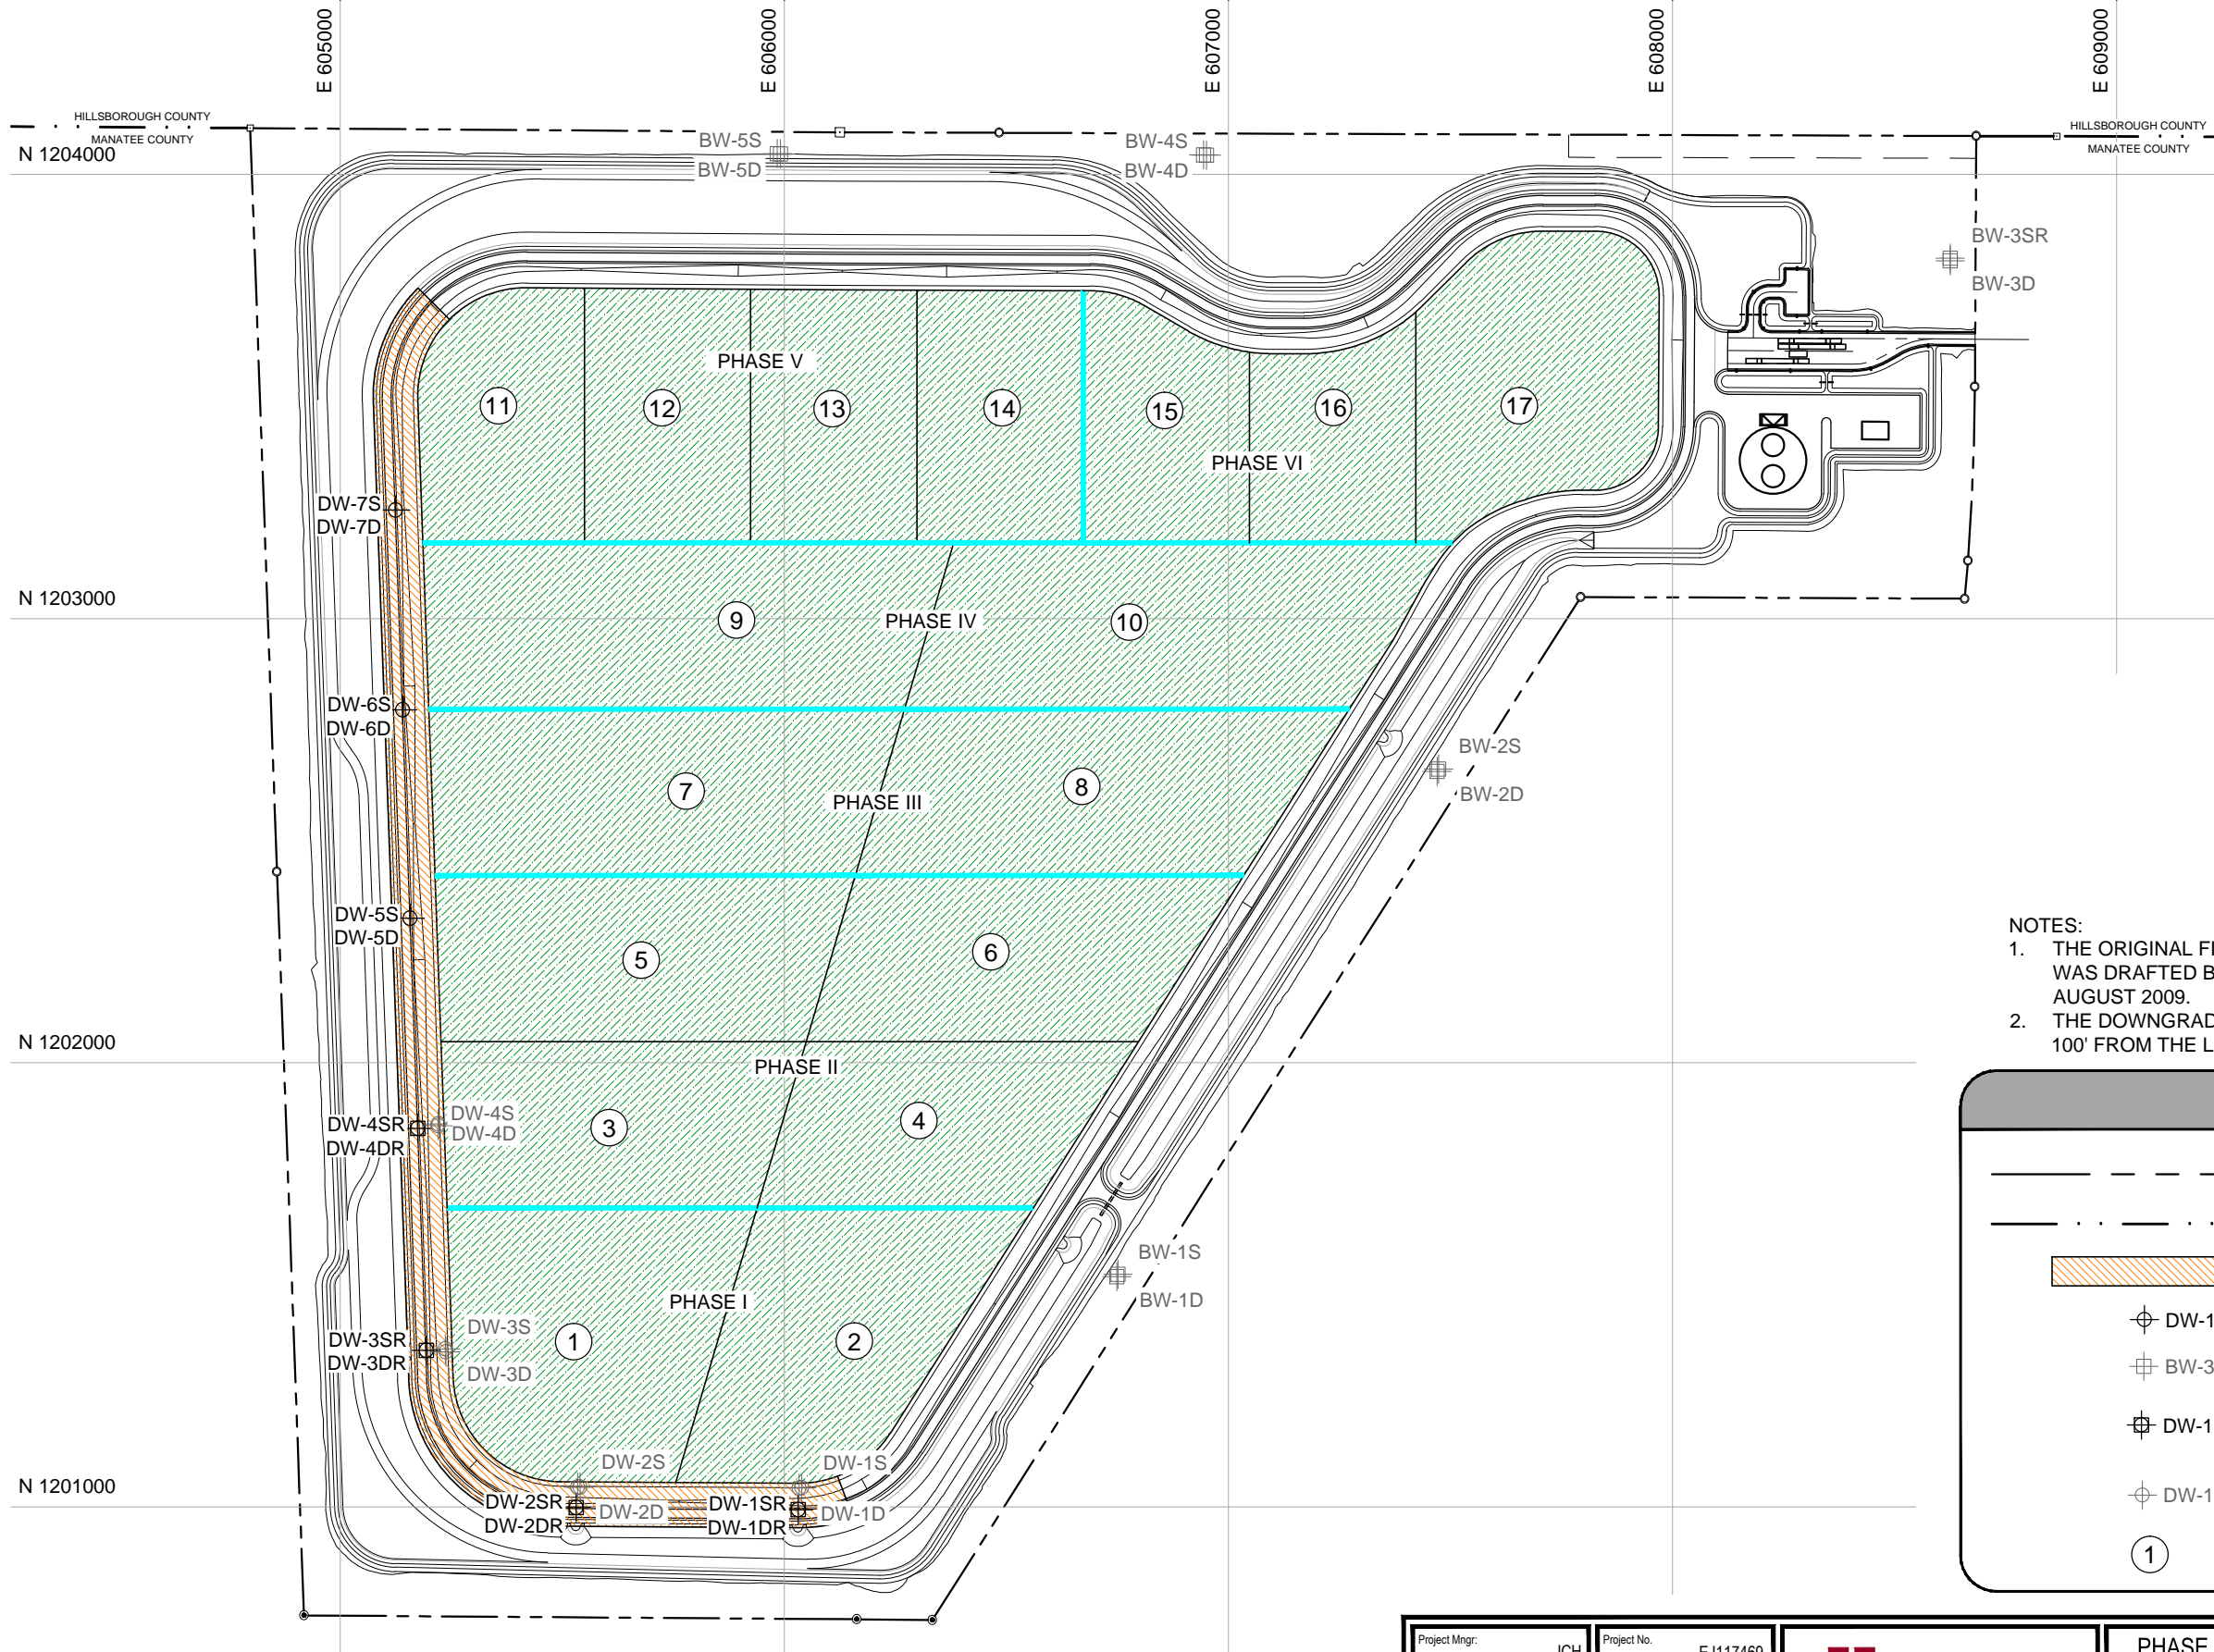 E 605000
E 606000
E 607000
E 608000
E 609000
HILLSBOROUGH COUNTY
MANATEE COUNTY
HILLSBOROUGH COUNTY
MANATEE COUNTY
N 1204000
BW-5S
BW-5D
BW-4S
BW-4D
BW-3SR
BW-3D
PHASE V
11
12
13
14
15
16
17
PHASE VI
DW-7S
DW-7D
N 1203000
9
PHASE IV
10
DW-6S
DW-6D
BW-2S
BW-2D
7
PHASE III
8
DW-5S
DW-5D
5
6
NOTES:
1. THE ORIGINAL FI
WAS DRAFTED B
AUGUST 2009.
2. THE DOWNGRAD
100' FROM THE L
N 1202000
PHASE II
DW-4SR
DW-4DR
DW-4S
DW-4D
3
4
BW-1S
BW-1D
PHASE I
DW-3SR
DW-3DR
DW-3S
DW-3D
1
2
DW-1
BW-3
DW-1
DW-1
1
N 1201000
DW-2S
DW-1S
DW-2SR
DW-2DR
DW-2D
DW-1SR
DW-1DR
DW-1D
Project Mngr:
JCH
Project No.
EJ117469
PHASE